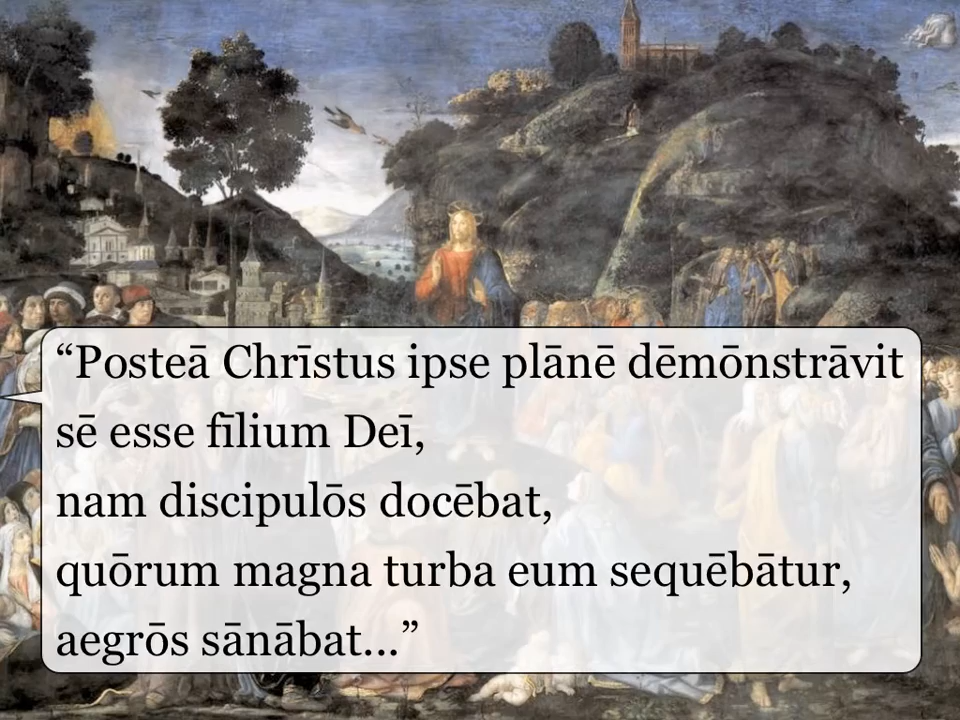 “Posteā Chrīstus ipse plānē dēmōnstrāvit
sē esse fīlium Deī,
nam discipulōs docēbat,
quōrum magna turba eum sequēbātur,
aegrōs sānābat...”